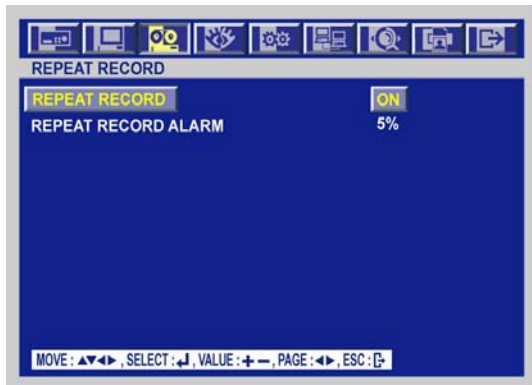 REPEAT RECORD
REPEAT RECORD ON
REPEAT RECORD ALARM 5%
MOVE : ▲▼◀▶ , SELECT : ↵ , VALUE : + − , PAGE : ◀▶ , ESC :